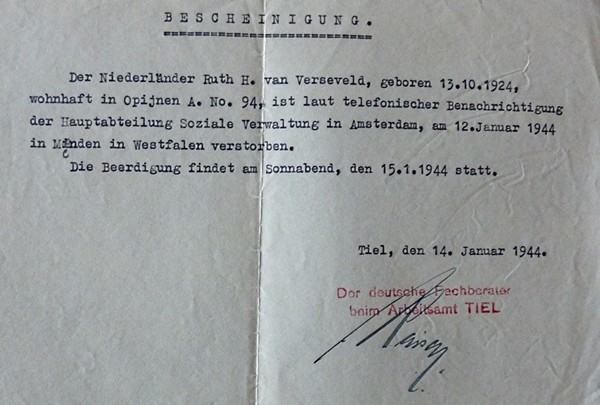 BESCHEINIGUNG.
Der Niederländer Ruth H. van Verseveld, geboren 13.10.1924,
wohnhaft in Opijnen A. No. 94, ist laut telefonischer Benachrichtigung
der Hauptabteilung Soziale Verwaltung in Amsterdam, am 12.Januar 1944
in Minden in Westfalen verstorben.
Die Beerdigung findet am Sonnabend, den 15.1.1944 statt.
Tiel, den 14. Januar 1944.
Der deutsche Fachberater
beim Arbeitsamt TIEL